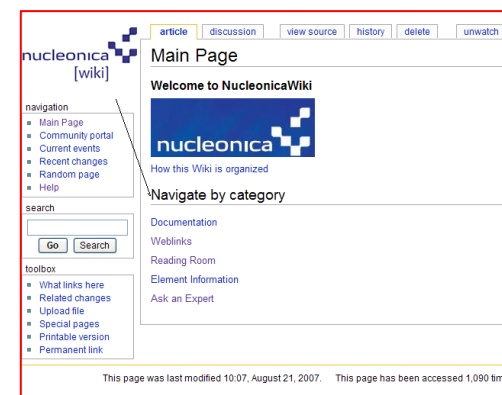 article discussion view source history delete unwatch
nucleonica
[wiki]
Main Page
Welcome to NucleonicaWiki
nucleonica
How this Wiki is organized
Navigate by category
Documentation
Weblinks
Reading Room
Element Information
Ask an Expert
navigation
Main Page
Community portal
Current events
Recent changes
Random page
Help
search
Go Search
toolbox
What links here
Related changes
Upload file
Special pages
Printable version
Permanent link
This page was last modified 10:07, August 21, 2007. This page has been accessed 1,090